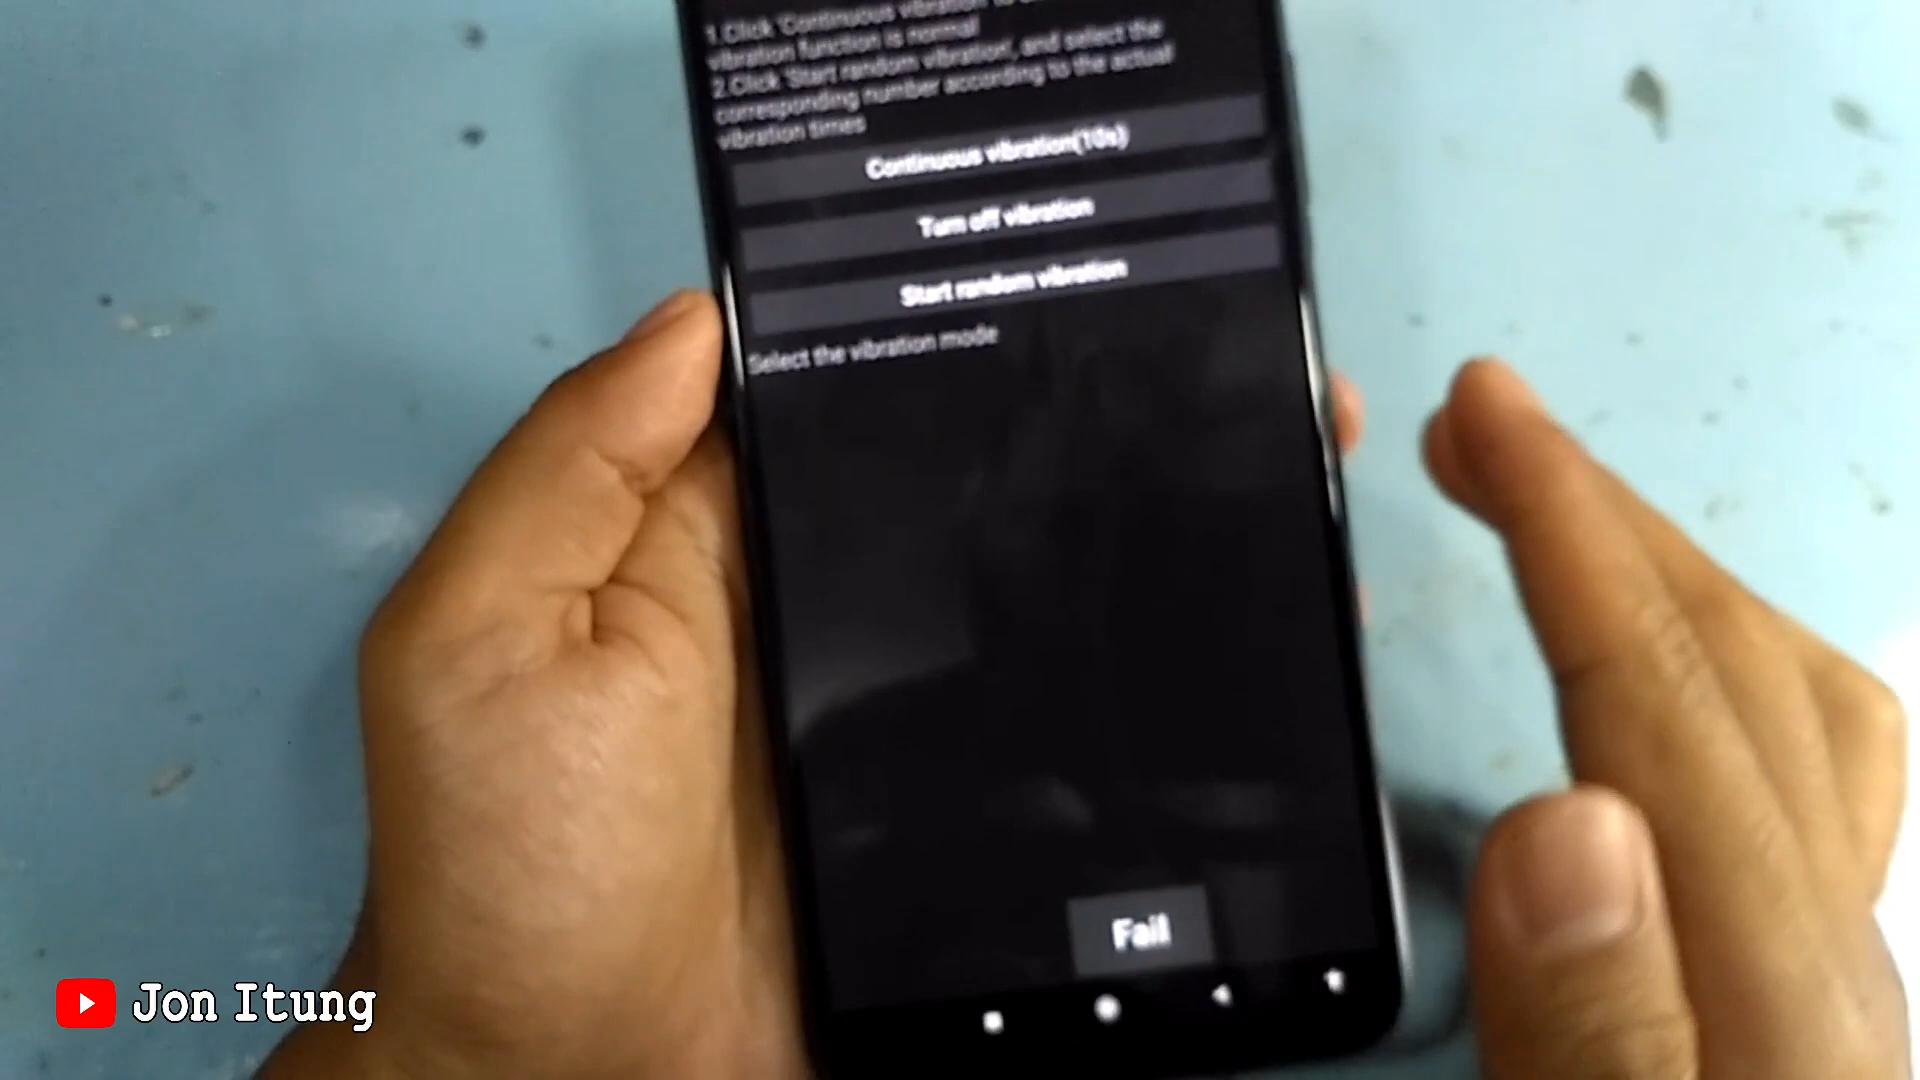 1.Click 'Continuous vibration' to
vibration function is normal
2.Click 'Start random vibration', and select the
corresponding number according to the actual
vibration times
Continuous vibration(10s)
Turn off vibration
Start random vibration
Select the vibration mode
Fail
Jon Itung